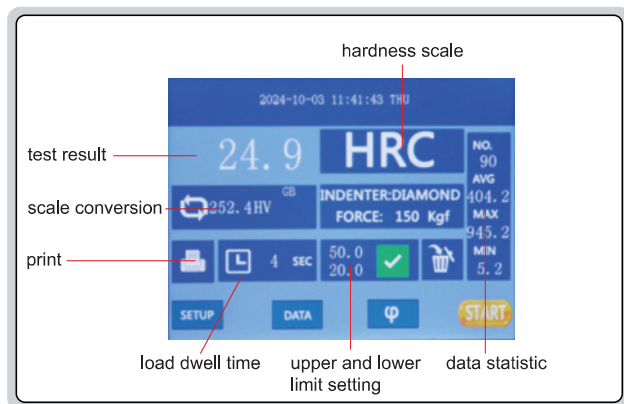 hardness scale
2024-10-03 11:41:43 THU
test result
24.9
HRC
NO.
90
AVG
404.2
MAX
945.2
MIN
5.2
scale conversion
252.4HV
GB
INDENTER:DIAMOND
FORCE: 150 Kgf
print
4 SEC
50.0
20.0
SETUP
DATA
φ
START
load dwell time
upper and lower
limit setting
data statistic